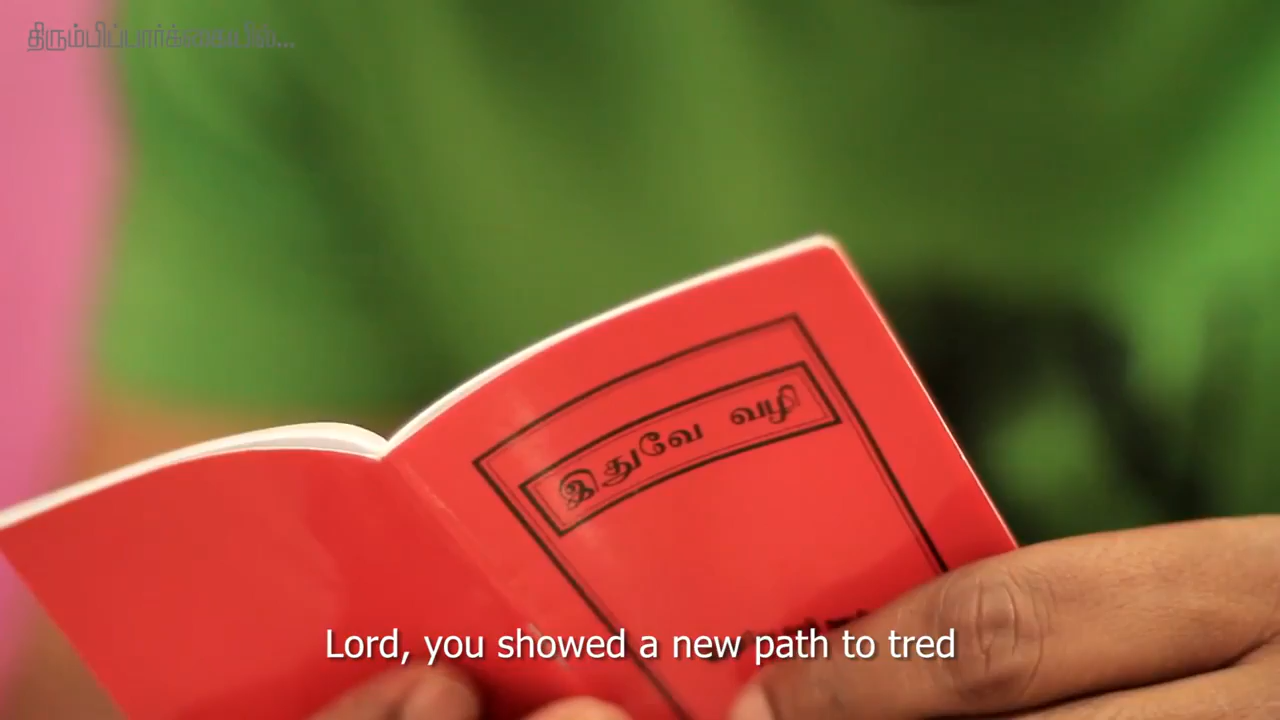 திரும்பிப்பார்க்கையில்...
இதுவே வழி
Lord, you showed a new path to tred